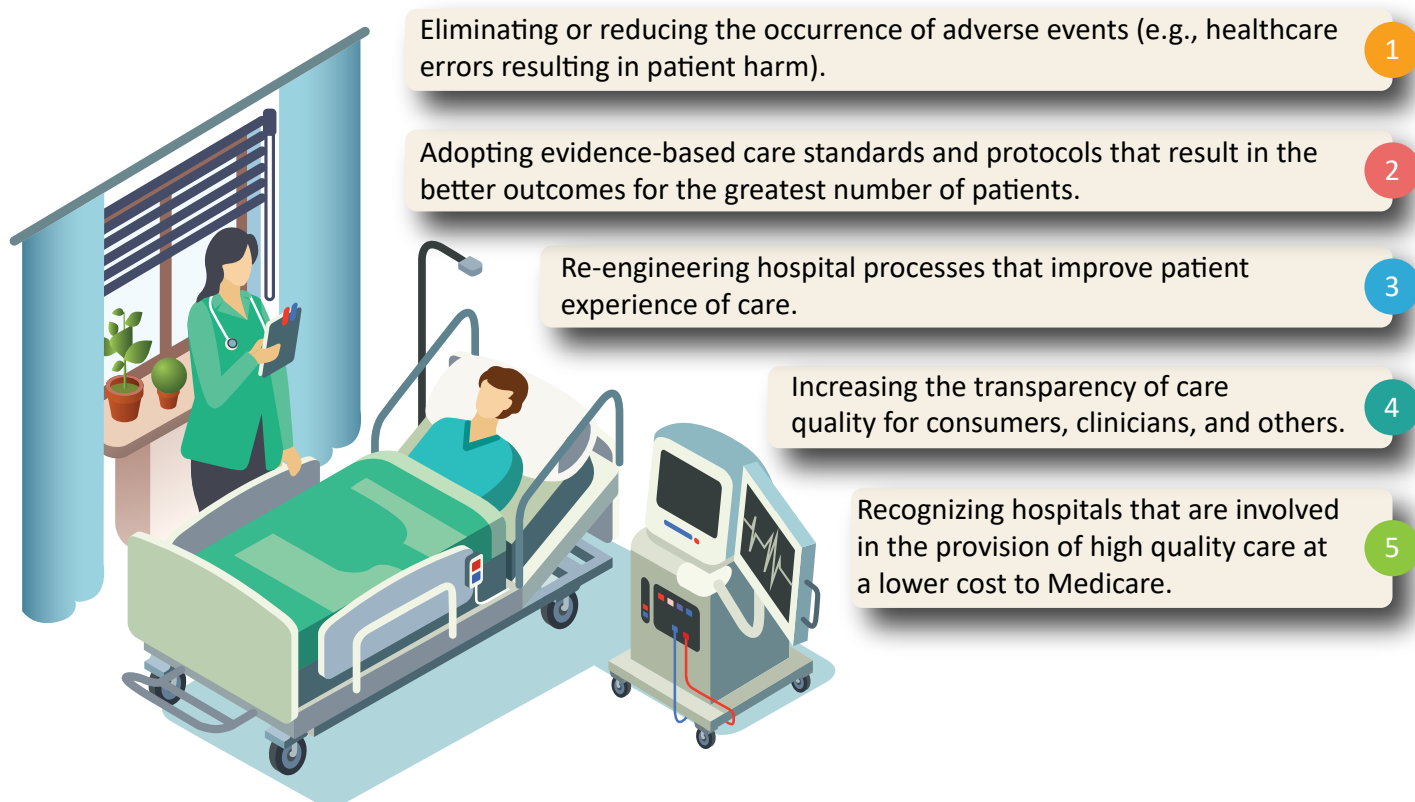 Eliminating or reducing the occurrence of adverse events (e.g., healthcare
errors resulting in patient harm).
1
Adopting evidence-based care standards and protocols that result in the
better outcomes for the greatest number of patients.
2
Re-engineering hospital processes that improve patient
experience of care.
3
Increasing the transparency of care
quality for consumers, clinicians, and others.
4
Recognizing hospitals that are involved
in the provision of high quality care at
a lower cost to Medicare.
5